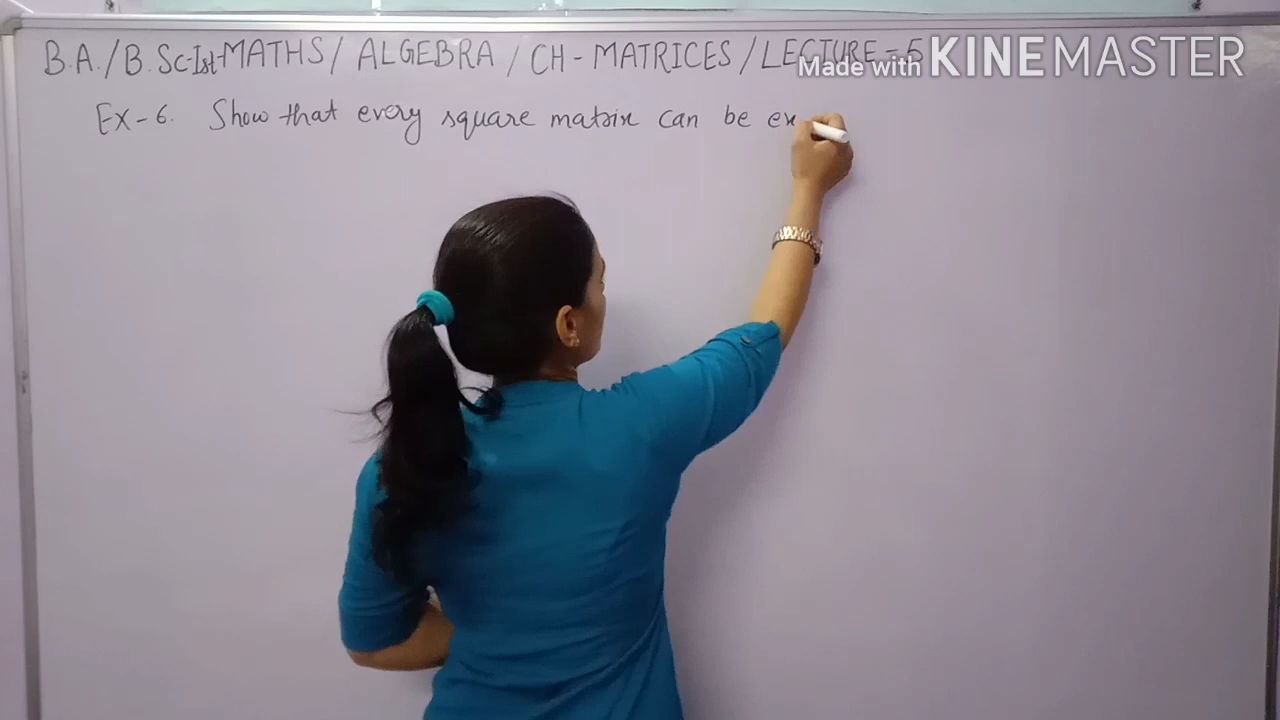 B.A./B.Sc-Ist-MATHS/ ALGEBRA / CH-MATRICES / LECTURE-5
Made with KINEMASTER
Ex-6. Show that every square matrix can be ex